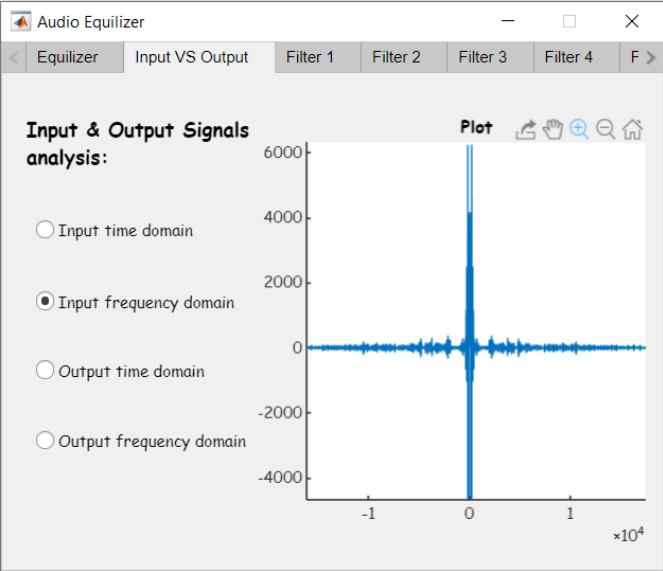 Audio Equilizer
Equilizer Input VS Output Filter 1 Filter 2 Filter 3 Filter 4 F
Input & Output Signals
analysis:
Input time domain
Input frequency domain
Output time domain
Output frequency domain
Plot
6000
4000
2000
0
-2000
-4000
-1 0 1
×10⁴